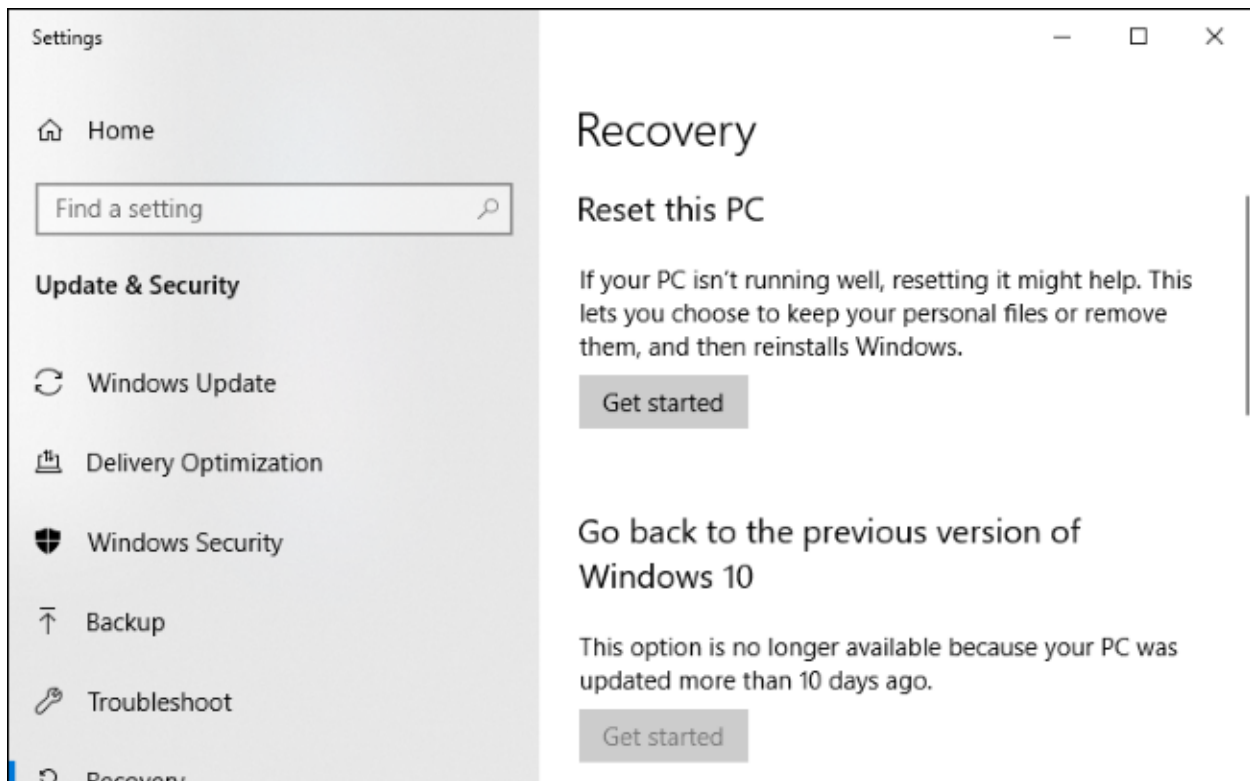 Settings
Home
Find a setting
Update & Security
Windows Update
Delivery Optimization
Windows Security
Backup
Troubleshoot
Recovery
Recovery
Reset this PC
If your PC isn't running well, resetting it might help. This
lets you choose to keep your personal files or remove
them, and then reinstalls Windows.
Get started
Go back to the previous version of
Windows 10
This option is no longer available because your PC was
updated more than 10 days ago.
Get started